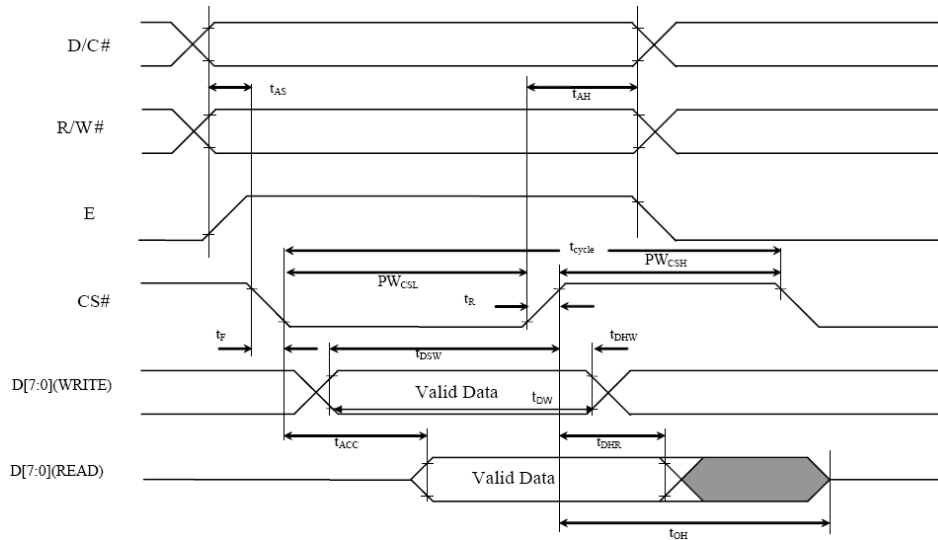 D/C#
tAS
tAH
R/W#
E
tcycle
PWCSL
PWCSH
CS#
tR
tF
tDSW
tDHW
D[7:0](WRITE)
Valid Data
tDW
tACC
tDHR
D[7:0](READ)
Valid Data
tOH